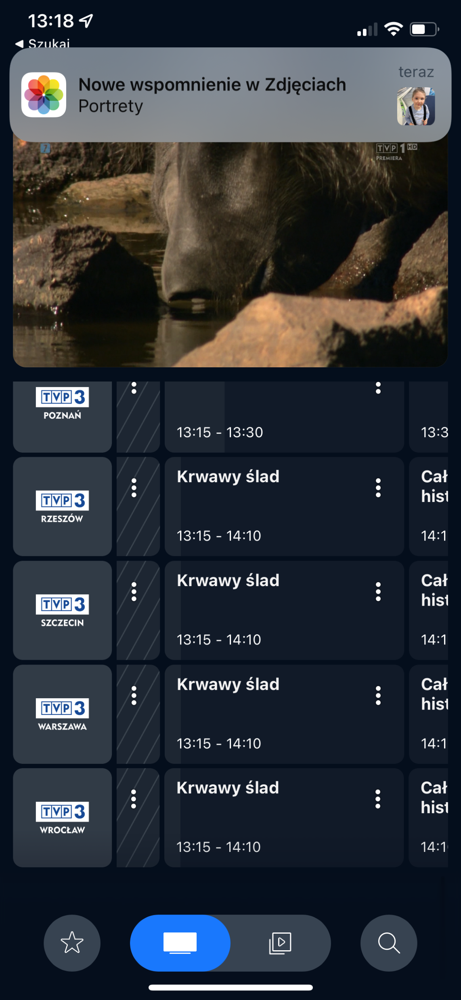 13:18
Szukaj
teraz
Nowe wspomnienie w Zdjęciach
Portrety
7
TVP 1 HD
PREMIERA
TVP 3
POZNAŃ
13:15 - 13:30
13:3
TVP 3
RZESZÓW
Krwawy ślad
13:15 - 14:10
Cał
hist
14:1
TVP 3
SZCZECIN
Krwawy ślad
13:15 - 14:10
Cał
hist
14:1
TVP 3
WARSZAWA
Krwawy ślad
13:15 - 14:10
Cał
hist
14:1
TVP 3
WROCŁAW
Krwawy ślad
13:15 - 14:10
Cał
hist
14:1